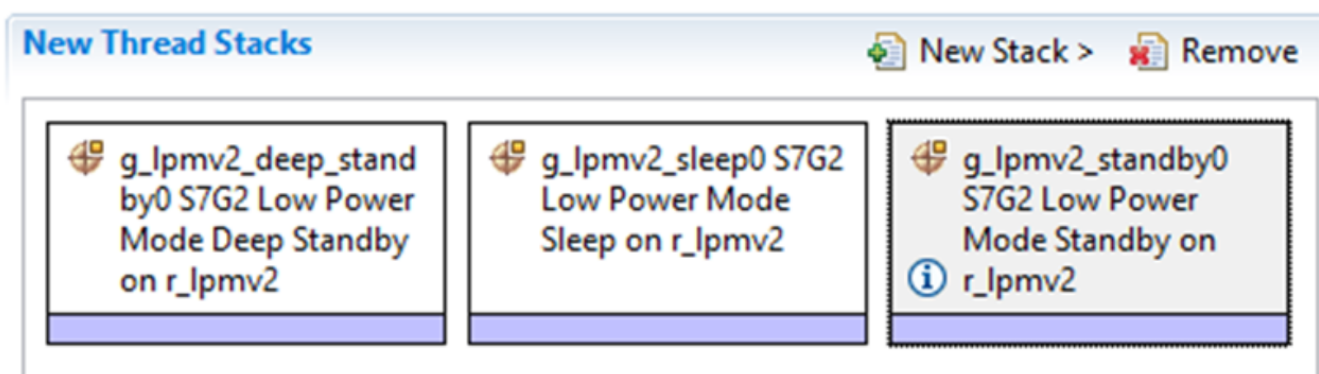 New Thread Stacks
New Stack >
Remove
g_lpmv2_deep_stand
by0 S7G2 Low Power
Mode Deep Standby
on r_lpmv2
g_lpmv2_sleep0 S7G2
Low Power Mode
Sleep on r_lpmv2
g_lpmv2_standby0
S7G2 Low Power
Mode Standby on
r_lpmv2